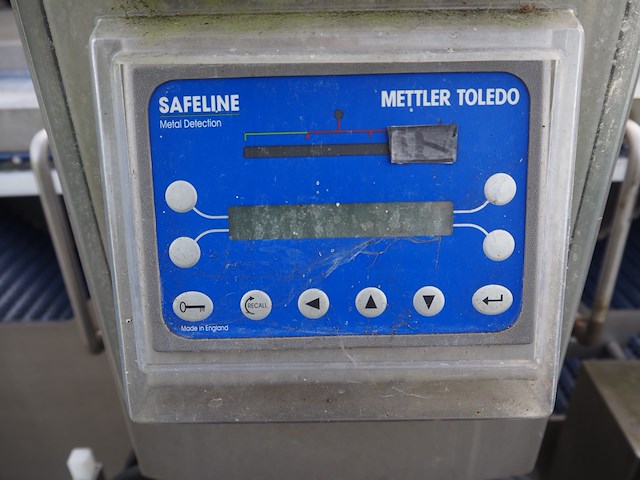 SAFELINE
Metal Detection
METTLER TOLEDO
RECALL
Made in England